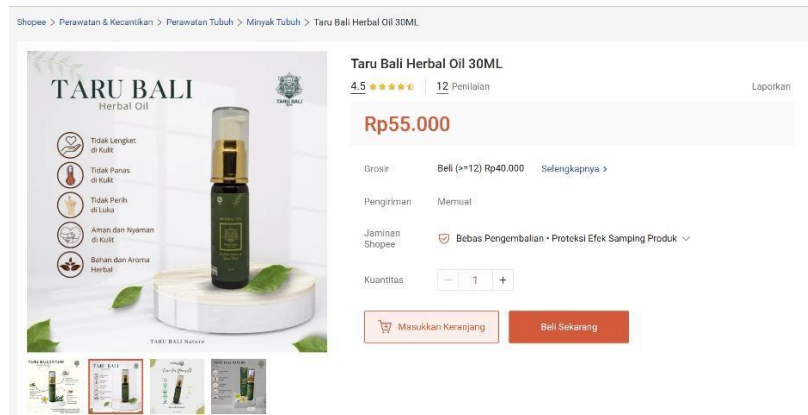 Shopee > Perawatan & Kecantikan > Perawatan Tubuh > Minyak Tubuh > Taru Bali Herbal Oil 30ML
TARU BALI
Herbal Oil
TARU BALI
Tidak Lengket
di Kulit
Tidak Panas
di Kulit
Tidak Perih
di Luka
Aman dan Nyaman
di Kulit
Bahan dan Aroma
Herbal
TARU BALI Nature
Taru Bali Herbal Oil 30ML
4.5
12 Penilaian
Laporkan
Rp55.000
Grosir
Beli (>=12) Rp40.000
Selengkapnya >
Pengiriman
Memuat
Jaminan
Shopee
Bebas Pengembalian • Proteksi Efek Samping Produk
Kuantitas
− 1 +
Masukkan Keranjang
Beli Sekarang
TARU BALI